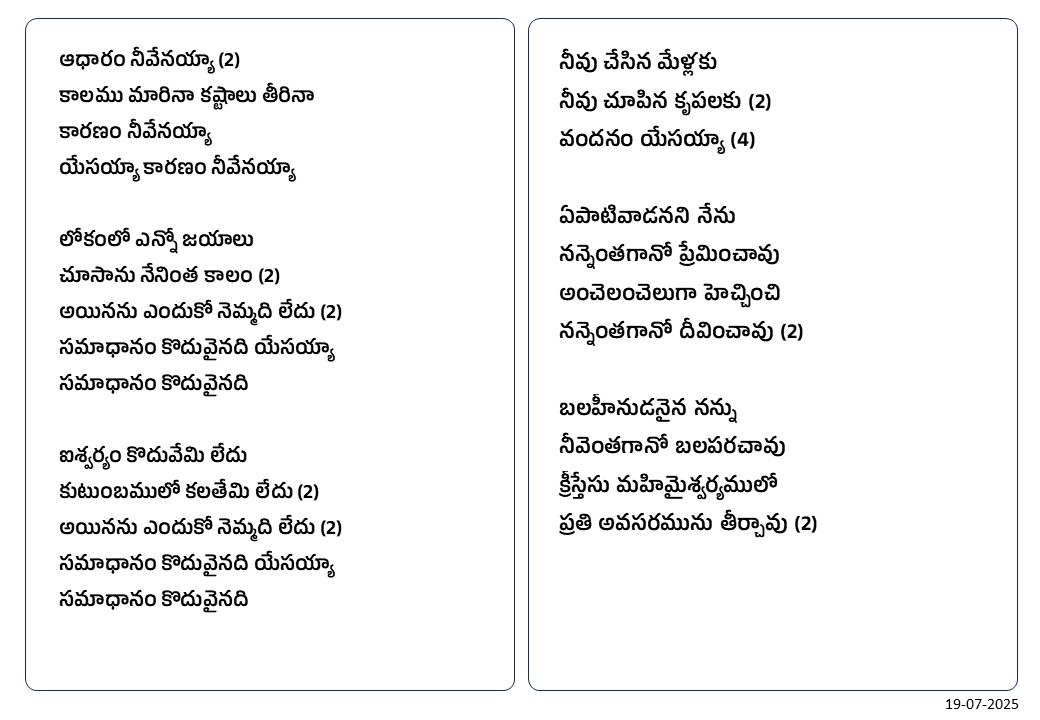 ఆధారం నీవేనయ్యా (2)
కాలము మారినా కష్టాలు తీరినా
కారణం నీవేనయ్యా
యేసయ్యా కారణం నీవేనయ్యా
లోకంలో ఎన్నో జయాలు
చూసాను నేనింత కాలం (2)
అయినను ఎందుకో నెమ్మది లేదు (2)
సమాధానం కొదువైనది యేసయ్యా
సమాధానం కొదువైనది
ఐశ్వర్యం కొదువేమి లేదు
కుటుంబములో కలతేమి లేదు (2)
అయినను ఎందుకో నెమ్మది లేదు (2)
సమాధానం కొదువైనది యేసయ్యా
సమాధానం కొదువైనది
నీవు చేసిన మేళ్లకు
నీవు చూపిన కృపలకు (2)
వందనం యేసయ్యా (4)
ఏపాటివాడనని నేను
నన్నెంతగానో ప్రేమించావు
అంచెలంచెలుగా హెచ్చించి
నన్నెంతగానో దీవించావు (2)
బలహీనుడనైన నన్ను
నీవెంతగానో బలపరచావు
క్రీస్తేసు మహిమైశ్వర్యములో
ప్రతి అవసరమును తీర్చావు (2)
19-07-2025